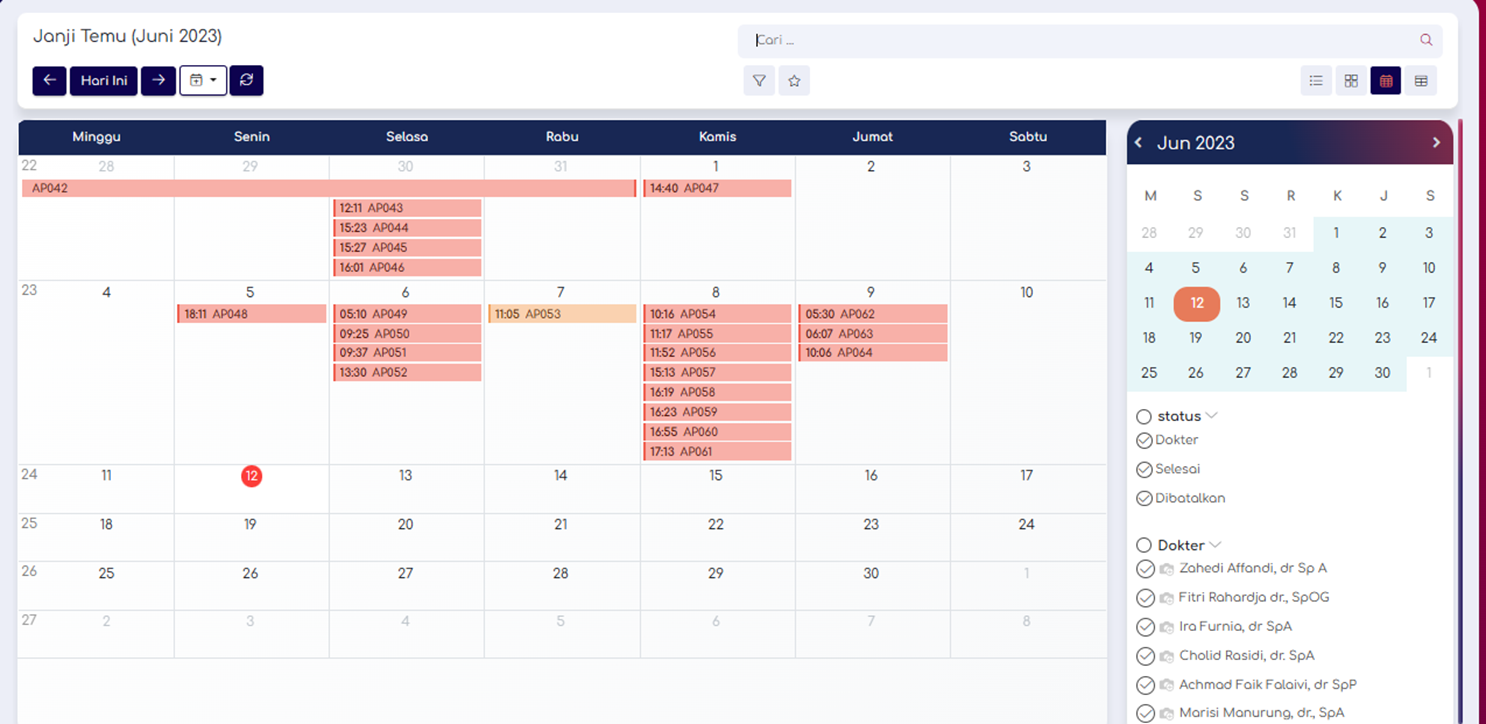 Janji Temu (Juni 2023)
Cari ...
Hari Ini
Minggu Senin Selasa Rabu Kamis Jumat Sabtu
22 28 29 30 31 1 2 3
AP042 14:40 AP047
12:11 AP043
15:23 AP044
15:27 AP045
16:01 AP046
23 4 5 6 7 8 9 10
18:11 AP048 05:10 AP049 11:05 AP053 10:16 AP054 05:30 AP062
09:25 AP050 11:17 AP055 06:07 AP063
09:37 AP051 11:52 AP056 10:06 AP064
13:30 AP052 15:13 AP057
16:19 AP058
16:23 AP059
16:55 AP060
17:13 AP061
24 11 12 13 14 15 16 17
25 18 19 20 21 22 23 24
26 25 26 27 28 29 30 1
27 2 3 4 5 6 7 8
Jun 2023
M S S R K J S
28 29 30 31 1 2 3
4 5 6 7 8 9 10
11 12 13 14 15 16 17
18 19 20 21 22 23 24
25 26 27 28 29 30 1
status
Dokter
Selesai
Dibatalkan
Dokter
Zahedi Affandi, dr Sp A
Fitri Rahardja dr., SpOG
Ira Furnia, dr SpA
Cholid Rasidi, dr. SpA
Achmad Faik Falaivi, dr SpP
Marisi Manurung, dr., SpA